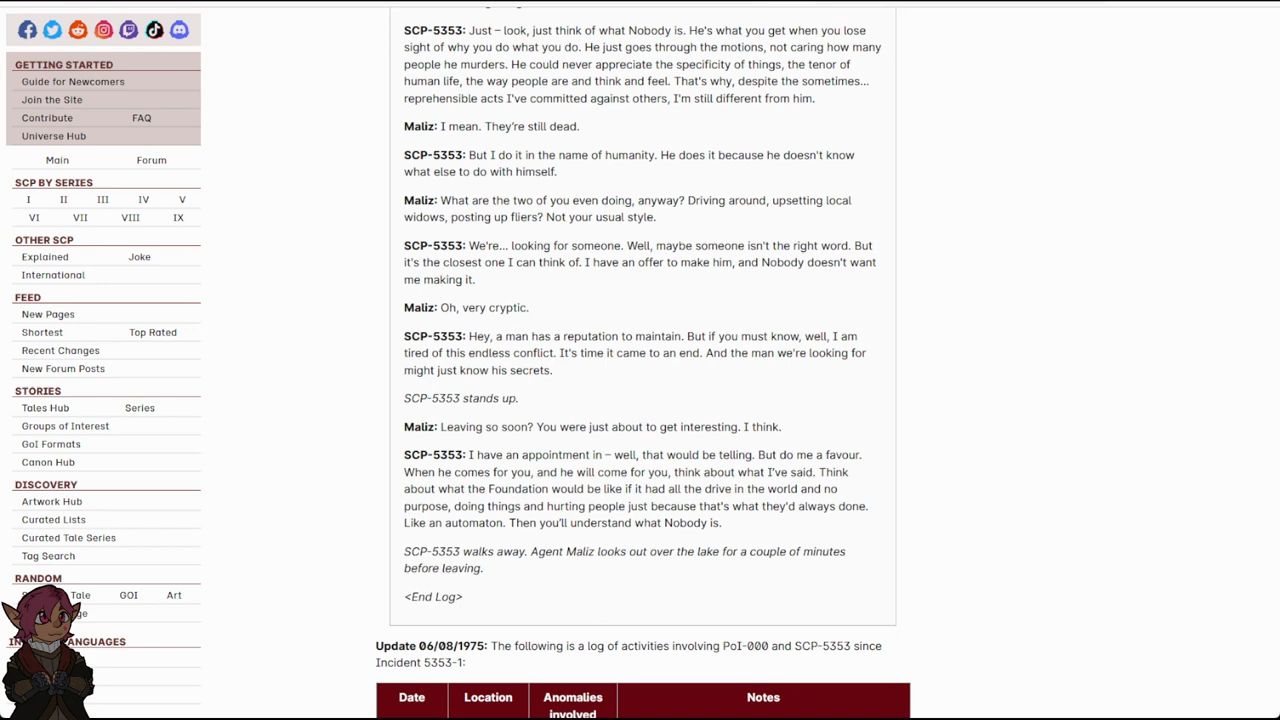 GETTING STARTED
Guide for Newcomers
Join the Site
Contribute FAQ
Universe Hub
Main Forum
SCP BY SERIES
I II III IV V
VI VII VIII IX
OTHER SCP
Explained Joke
International
FEED
New Pages
Shortest Top Rated
Recent Changes
New Forum Posts
STORIES
Tales Hub Series
Groups of Interest
GoI Formats
Canon Hub
DISCOVERY
Artwork Hub
Curated Lists
Curated Tale Series
Tag Search
RANDOM
Tale GOI Art
SCP-5353: Just – look, just think of what Nobody is. He's what you get when you lose
sight of why you do what you do. He just goes through the motions, not caring how many
people he murders. He could never appreciate the specificity of things, the tenor of
human life, the way people are and think and feel. That's why, despite the sometimes...
reprehensible acts I've committed against others, I'm still different from him.
Maliz: I mean. They're still dead.
SCP-5353: But I do it in the name of humanity. He does it because he doesn't know
what else to do with himself.
Maliz: What are the two of you even doing, anyway? Driving around, upsetting local
widows, posting up fliers? Not your usual style.
SCP-5353: We're... looking for someone. Well, maybe someone isn't the right word. But
it's the closest one I can think of. I have an offer to make him, and Nobody doesn't want
me making it.
Maliz: Oh, very cryptic.
SCP-5353: Hey, a man has a reputation to maintain. But if you must know, well, I am
tired of this endless conflict. It's time it came to an end. And the man we're looking for
might just know his secrets.
SCP-5353 stands up.
Maliz: Leaving so soon? You were just about to get interesting. I think.
SCP-5353: I have an appointment in – well, that would be telling. But do me a favour.
When he comes for you, and he will come for you, think about what I've said. Think
about what the Foundation would be like if it had all the drive in the world and no
purpose, doing things and hurting people just because that's what they'd always done.
Like an automaton. Then you'll understand what Nobody is.
SCP-5353 walks away. Agent Maliz looks out over the lake for a couple of minutes
before leaving.
<End Log>
Update 06/08/1975: The following is a log of activities involving PoI-000 and SCP-5353 since
Incident 5353-1:
Date Location Anomalies involved Notes